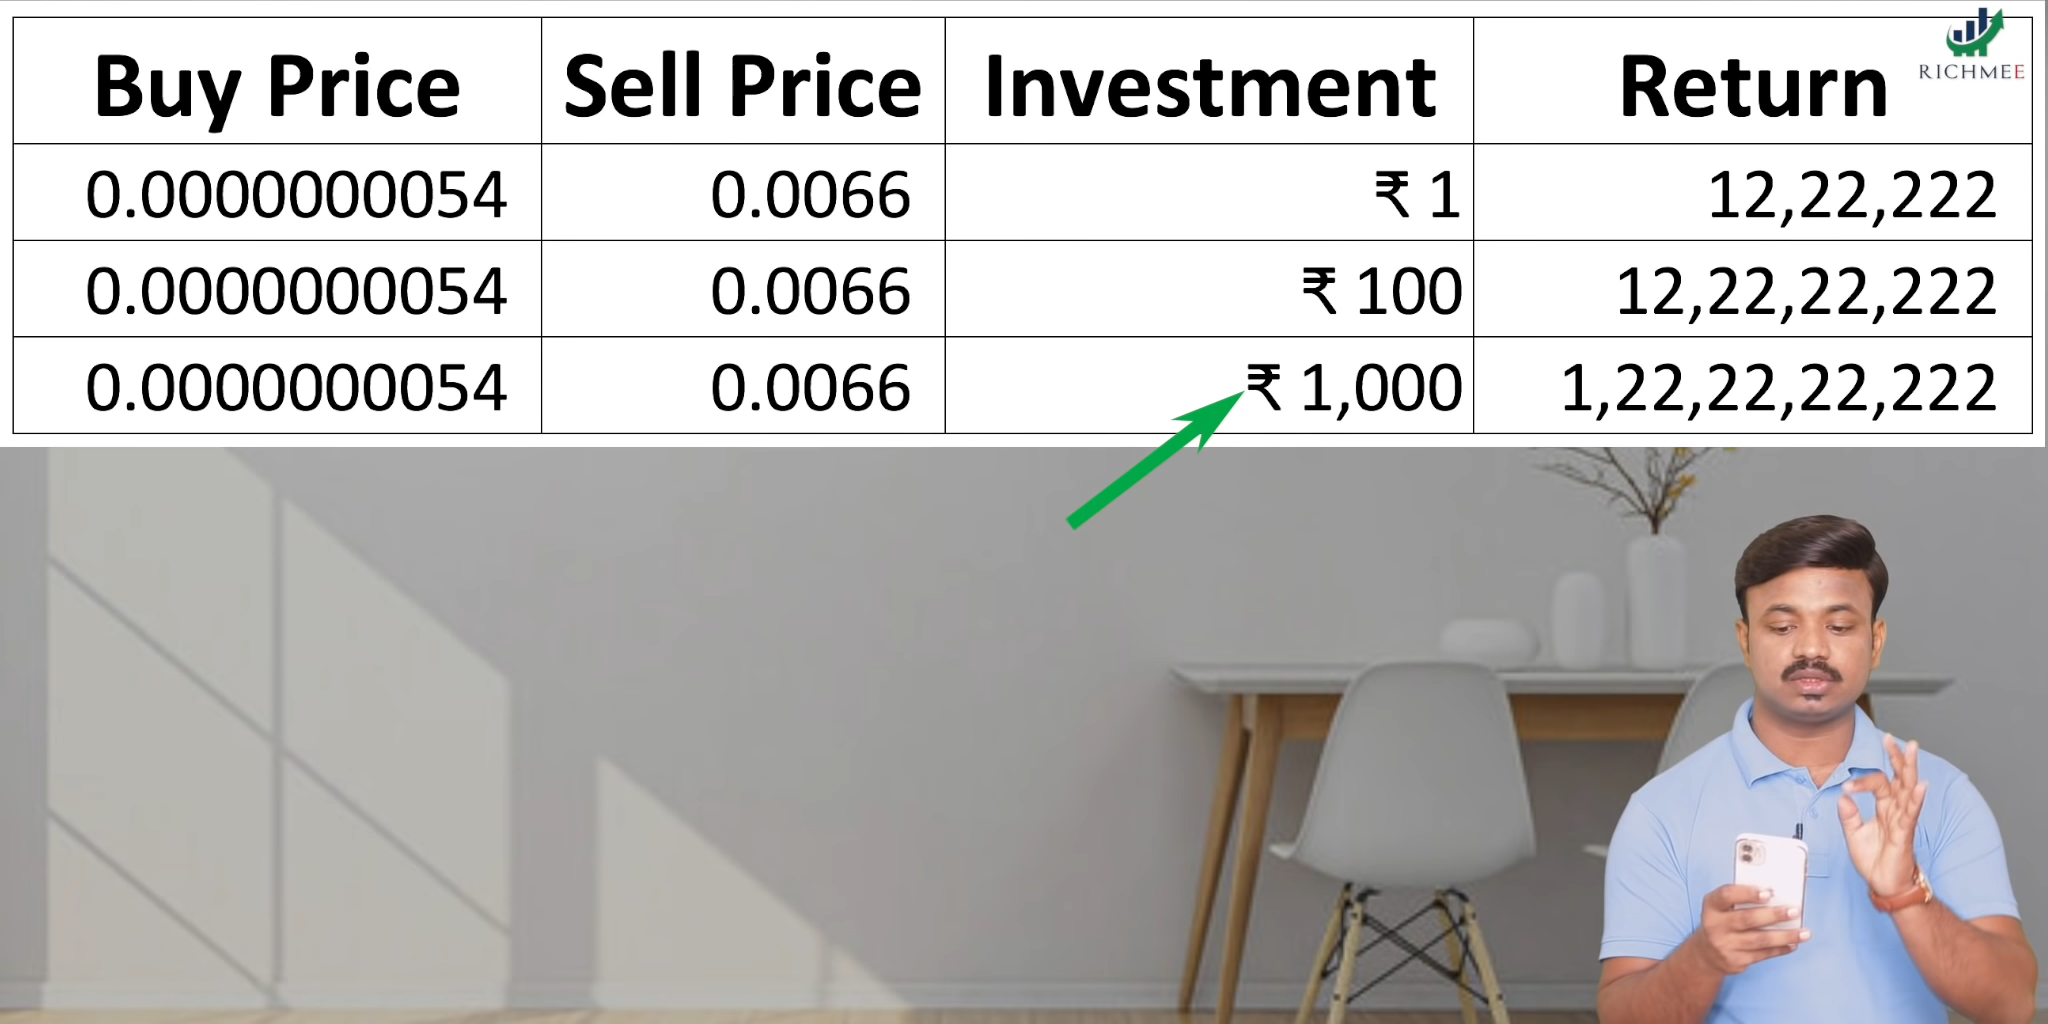 RICHMEE
Buy Price Sell Price Investment Return
0.0000000054 0.0066 ₹ 1 12,22,222
0.0000000054 0.0066 ₹ 100 12,22,22,222
0.0000000054 0.0066 ₹ 1,000 1,22,22,22,222